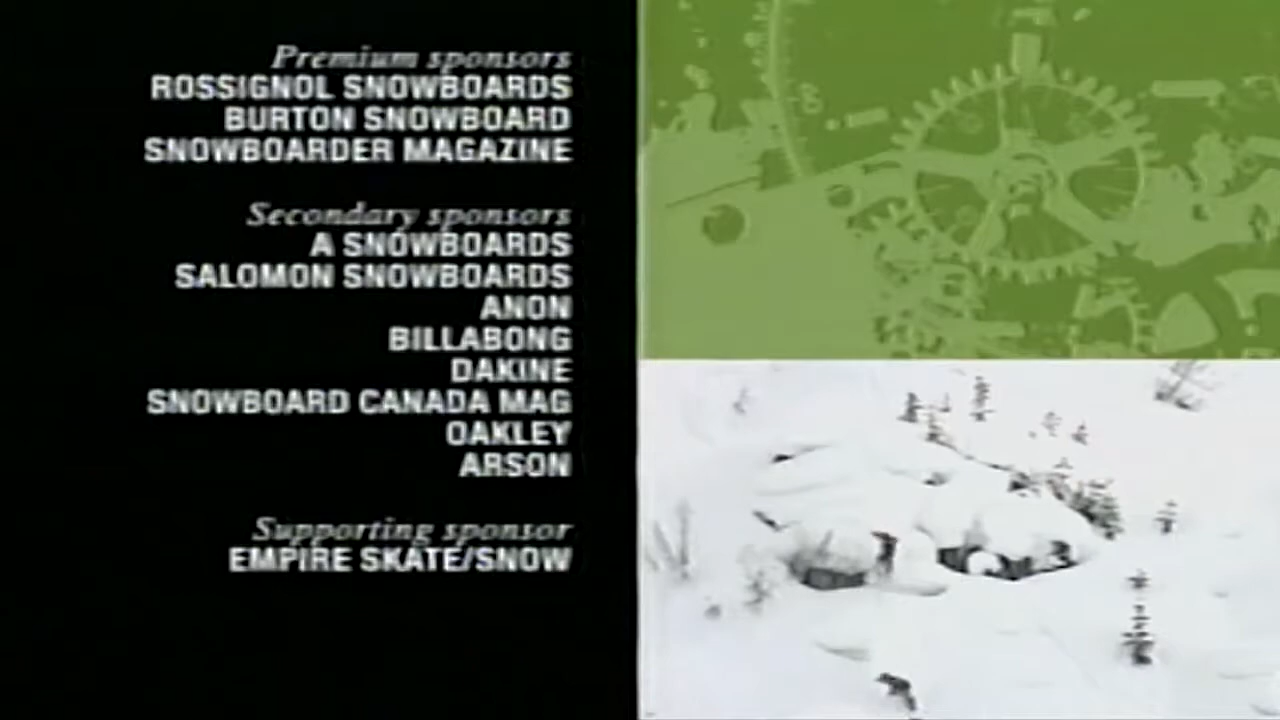 Premium sponsors
ROSSIGNOL SNOWBOARDS
BURTON SNOWBOARD
SNOWBOARDER MAGAZINE
Secondary sponsors
A SNOWBOARDS
SALOMON SNOWBOARDS
ANON
BILLABONG
DAKINE
SNOWBOARD CANADA MAG
OAKLEY
ARSON
Supporting sponsor
EMPIRE SKATE/SNOW